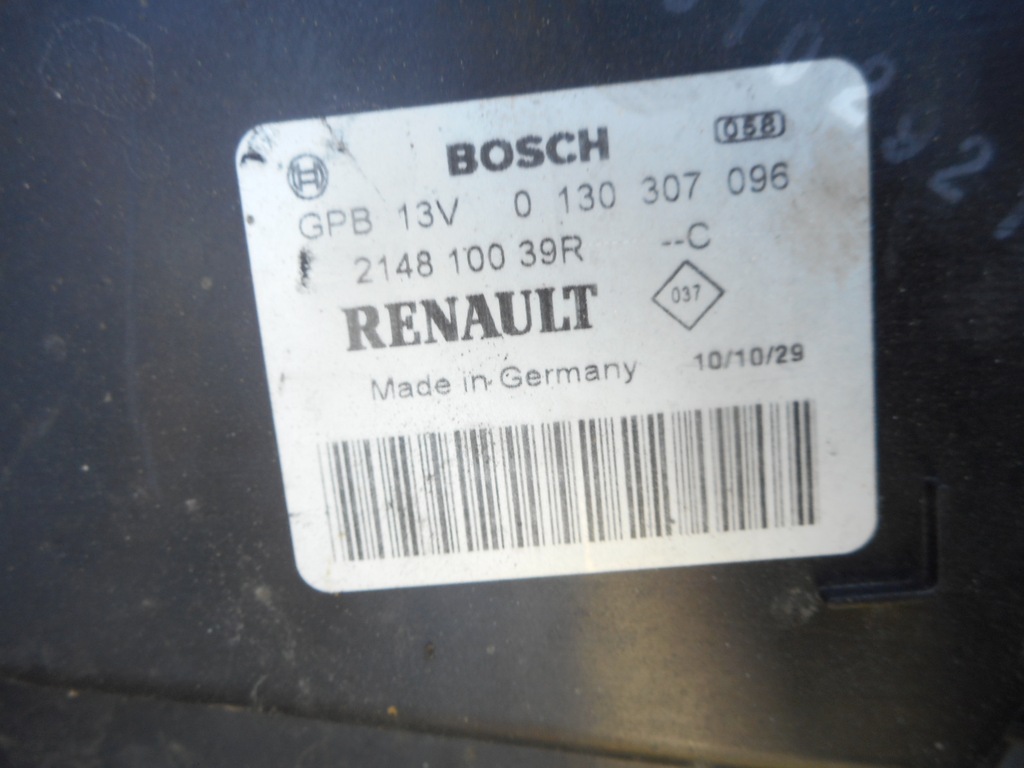 BOSCH 058
GPB 13V 0 130 307 096
2148 100 39R --C
RENAULT 037
Made in Germany 10/10/29